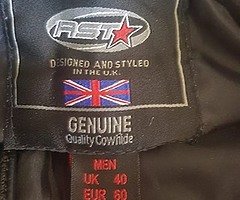 RST
DESIGNED AND STYLED
IN THE U.K.
GENUINE
Quality Cowhide
MEN
UK 40
EUR 50